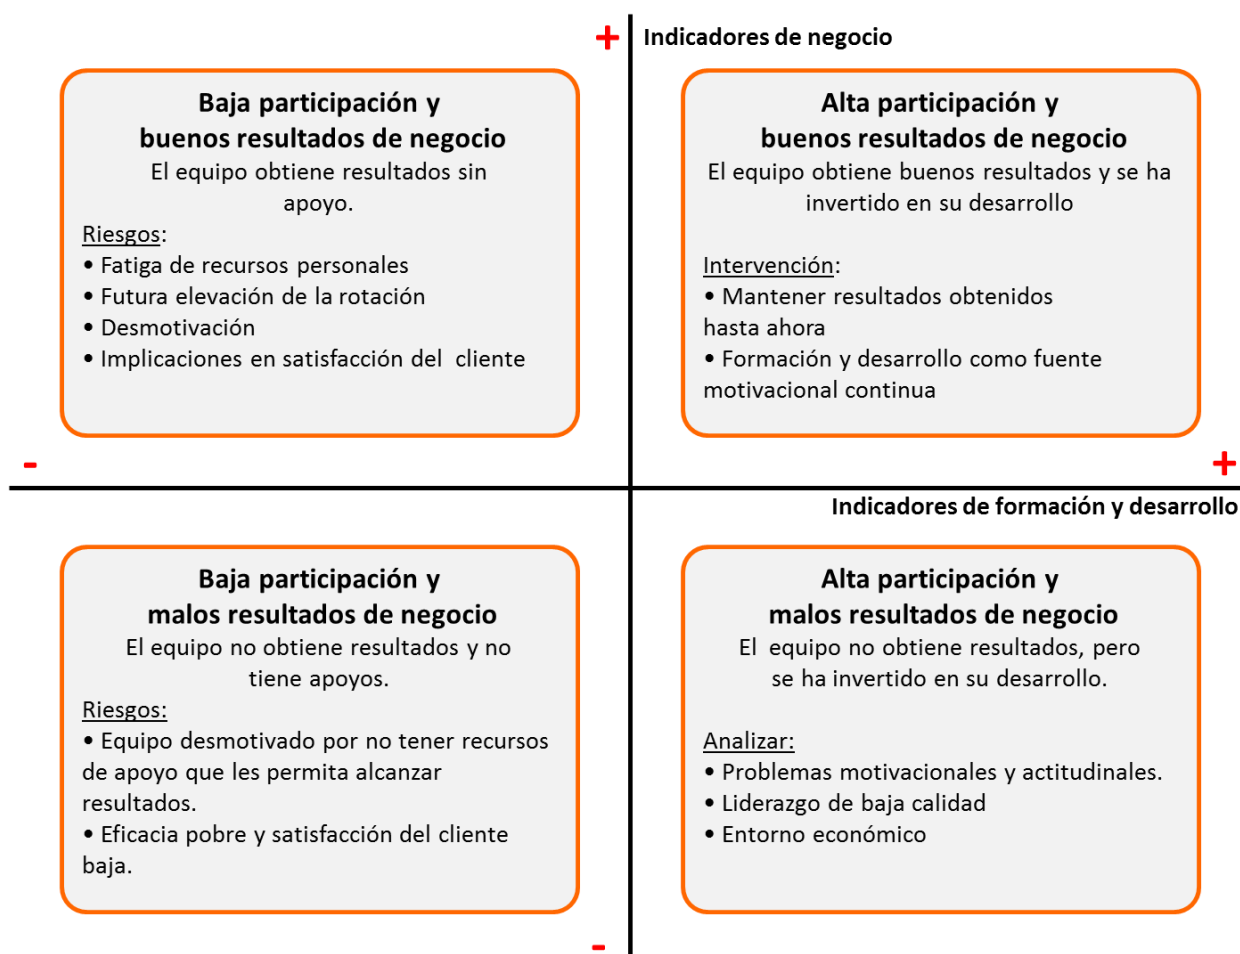 + Indicadores de negocio
Baja participación y
buenos resultados de negocio
El equipo obtiene resultados sin
apoyo.
Riesgos:
• Fatiga de recursos personales
• Futura elevación de la rotación
• Desmotivación
• Implicaciones en satisfacción del cliente
Alta participación y
buenos resultados de negocio
El equipo obtiene buenos resultados y se ha
invertido en su desarrollo
Intervención:
• Mantener resultados obtenidos
hasta ahora
• Formación y desarrollo como fuente
motivacional continua
-
+
Indicadores de formación y desarrollo
Baja participación y
malos resultados de negocio
El equipo no obtiene resultados y no
tiene apoyos.
Riesgos:
• Equipo desmotivado por no tener recursos
de apoyo que les permita alcanzar
resultados.
• Eficacia pobre y satisfacción del cliente
baja.
Alta participación y
malos resultados de negocio
El equipo no obtiene resultados, pero
se ha invertido en su desarrollo.
Analizar:
• Problemas motivacionales y actitudinales.
• Liderazgo de baja calidad
• Entorno económico
-